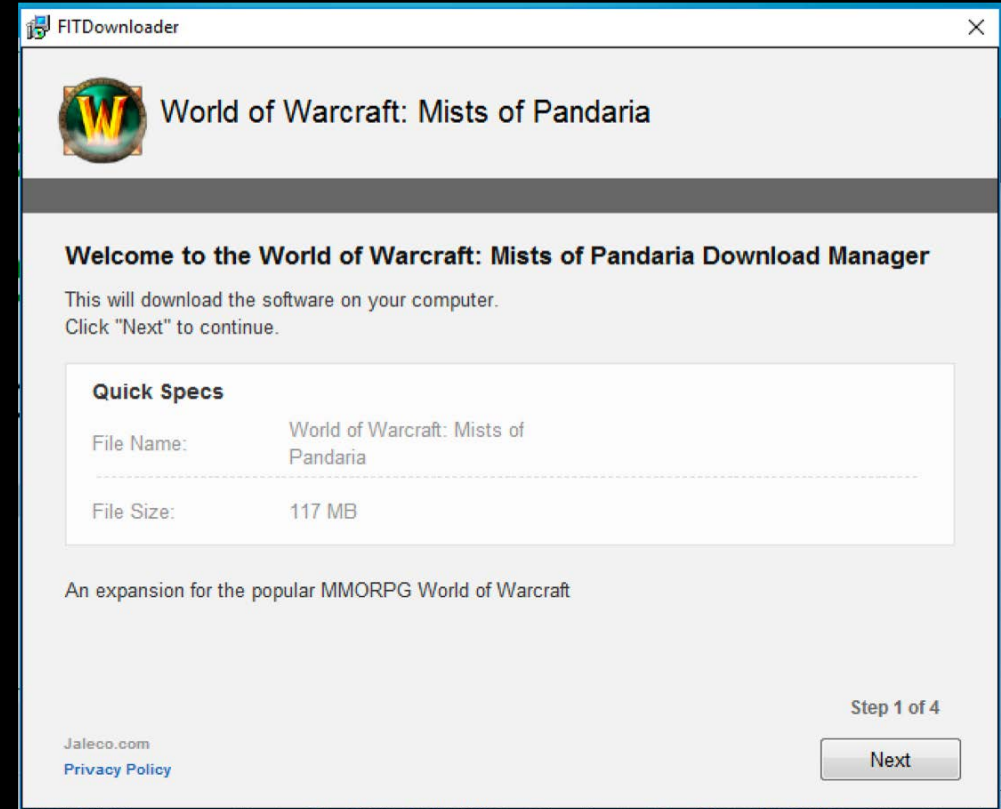 FITDownloader
World of Warcraft: Mists of Pandaria
Welcome to the World of Warcraft: Mists of Pandaria Download Manager
This will download the software on your computer.
Click "Next" to continue.
Quick Specs
File Name:
World of Warcraft: Mists of
Pandaria
File Size:
117 MB
An expansion for the popular MMORPG World of Warcraft
Step 1 of 4
Jaleco.com
Privacy Policy
Next